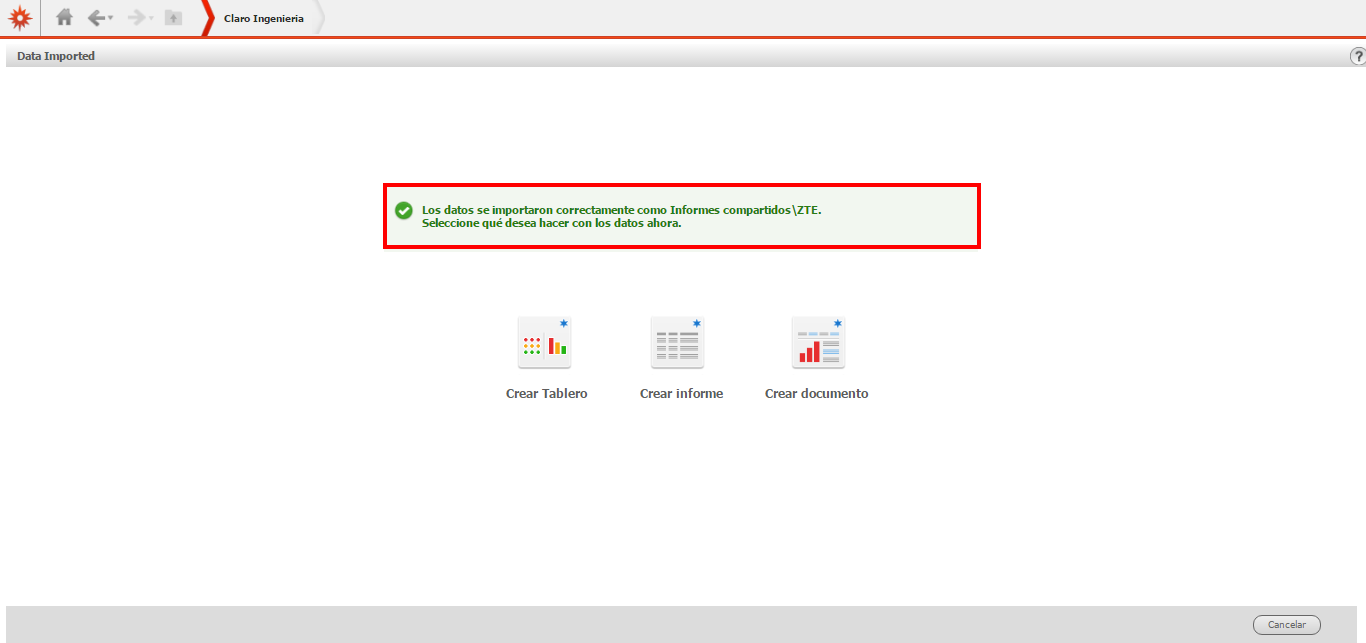 Claro Ingenieria
Data Imported
?
Los datos se importaron correctamente como Informes compartidos\ZTE.
Seleccione qué desea hacer con los datos ahora.
Crear Tablero
Crear informe
Crear documento
Cancelar